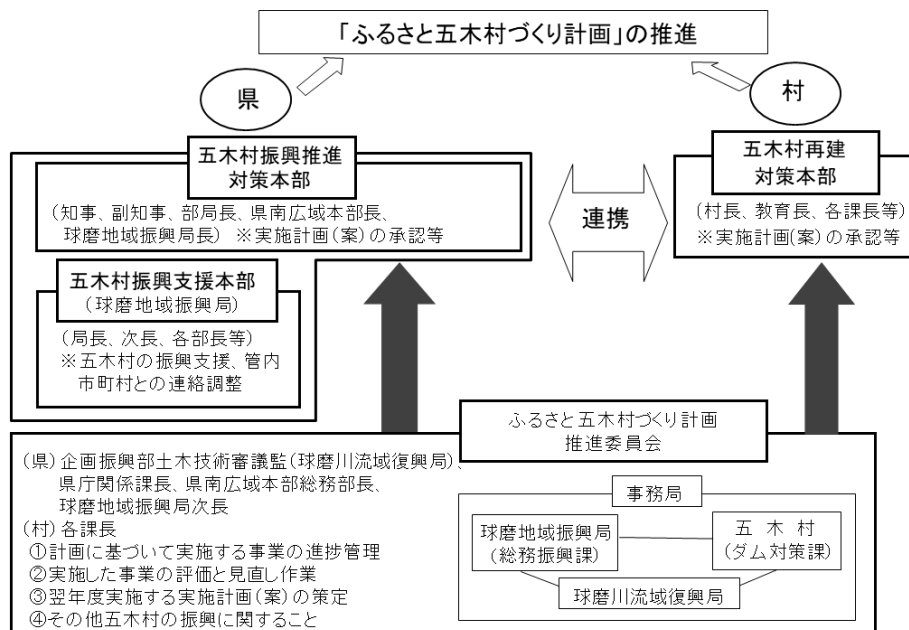 「ふるさと五木村づくり計画」の推進
県
村
五木村振興推進
対策本部
(知事、副知事、部局長、県南広域本部長、
球磨地域振興局長) ※実施計画(案)の承認等
連携
五木村再建
対策本部
(村長、教育長、各課長等)
※実施計画(案)の承認等
五木村振興支援本部
(球磨地域振興局)
(局長、次長、各部長等)
※五木村の振興支援、管内
市町村との連絡調整
ふるさと五木村づくり計画
推進委員会
(県) 企画振興部土木技術審議監(球磨川流域復興局)、
県庁関係課長、県南広域本部総務部長、
球磨地域振興局次長
(村) 各課長
①計画に基づいて実施する事業の進捗管理
②実施した事業の評価と見直し作業
③翌年度実施する実施計画(案)の策定
④その他五木村の振興に関すること
事務局
球磨地域振興局
(総務振興課)
五 木 村
(ダム対策課)
球磨川流域復興局